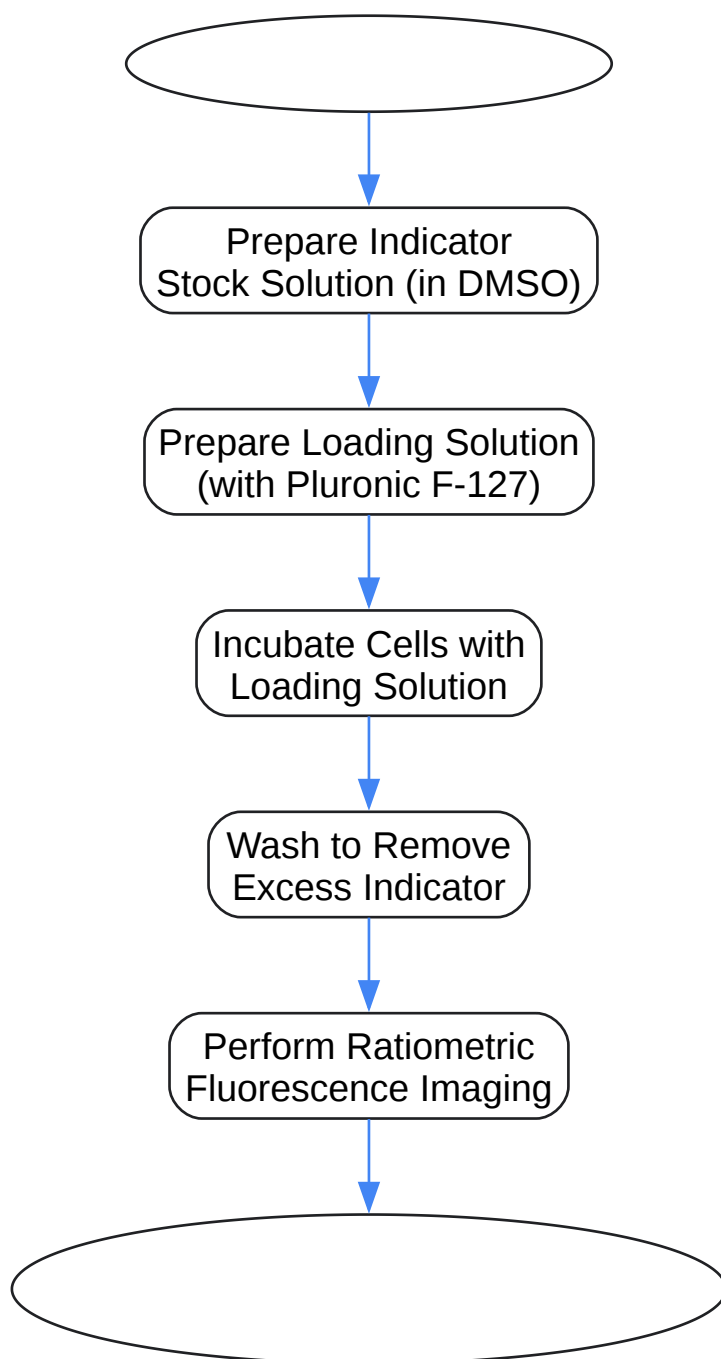 Prepare Indicator
Stock Solution (in DMSO)
Prepare Loading Solution
(with Pluronic F-127)
Incubate Cells with
Loading Solution
Wash to Remove
Excess Indicator
Perform Ratiometric
Fluorescence Imaging